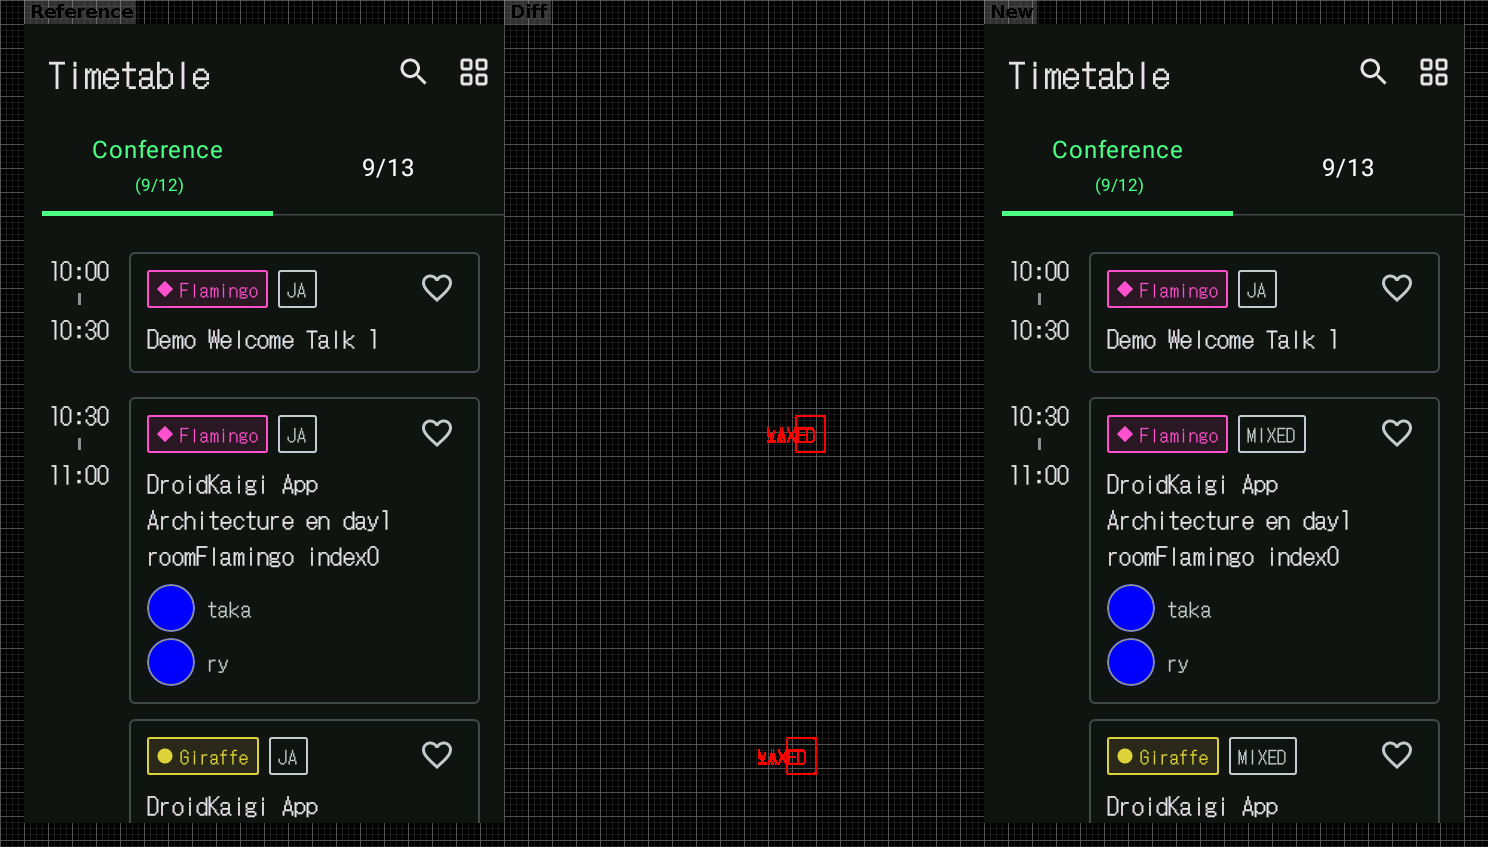 Reference
Timetable
Conference
(9/12)
9/13
10:00
10:30
Flamingo
JA
Demo Welcome Talk 1
10:30
11:00
Flamingo
JA
DroidKaigi App
Architecture en day1
roomFlamingo index0
taka
ry
Giraffe
JA
DroidKaigi App
Diff
New
Timetable
Conference
(9/12)
9/13
10:00
10:30
Flamingo
JA
Demo Welcome Talk 1
10:30
11:00
Flamingo
MIXED
DroidKaigi App
Architecture en day1
roomFlamingo index0
taka
ry
Giraffe
MIXED
DroidKaigi App